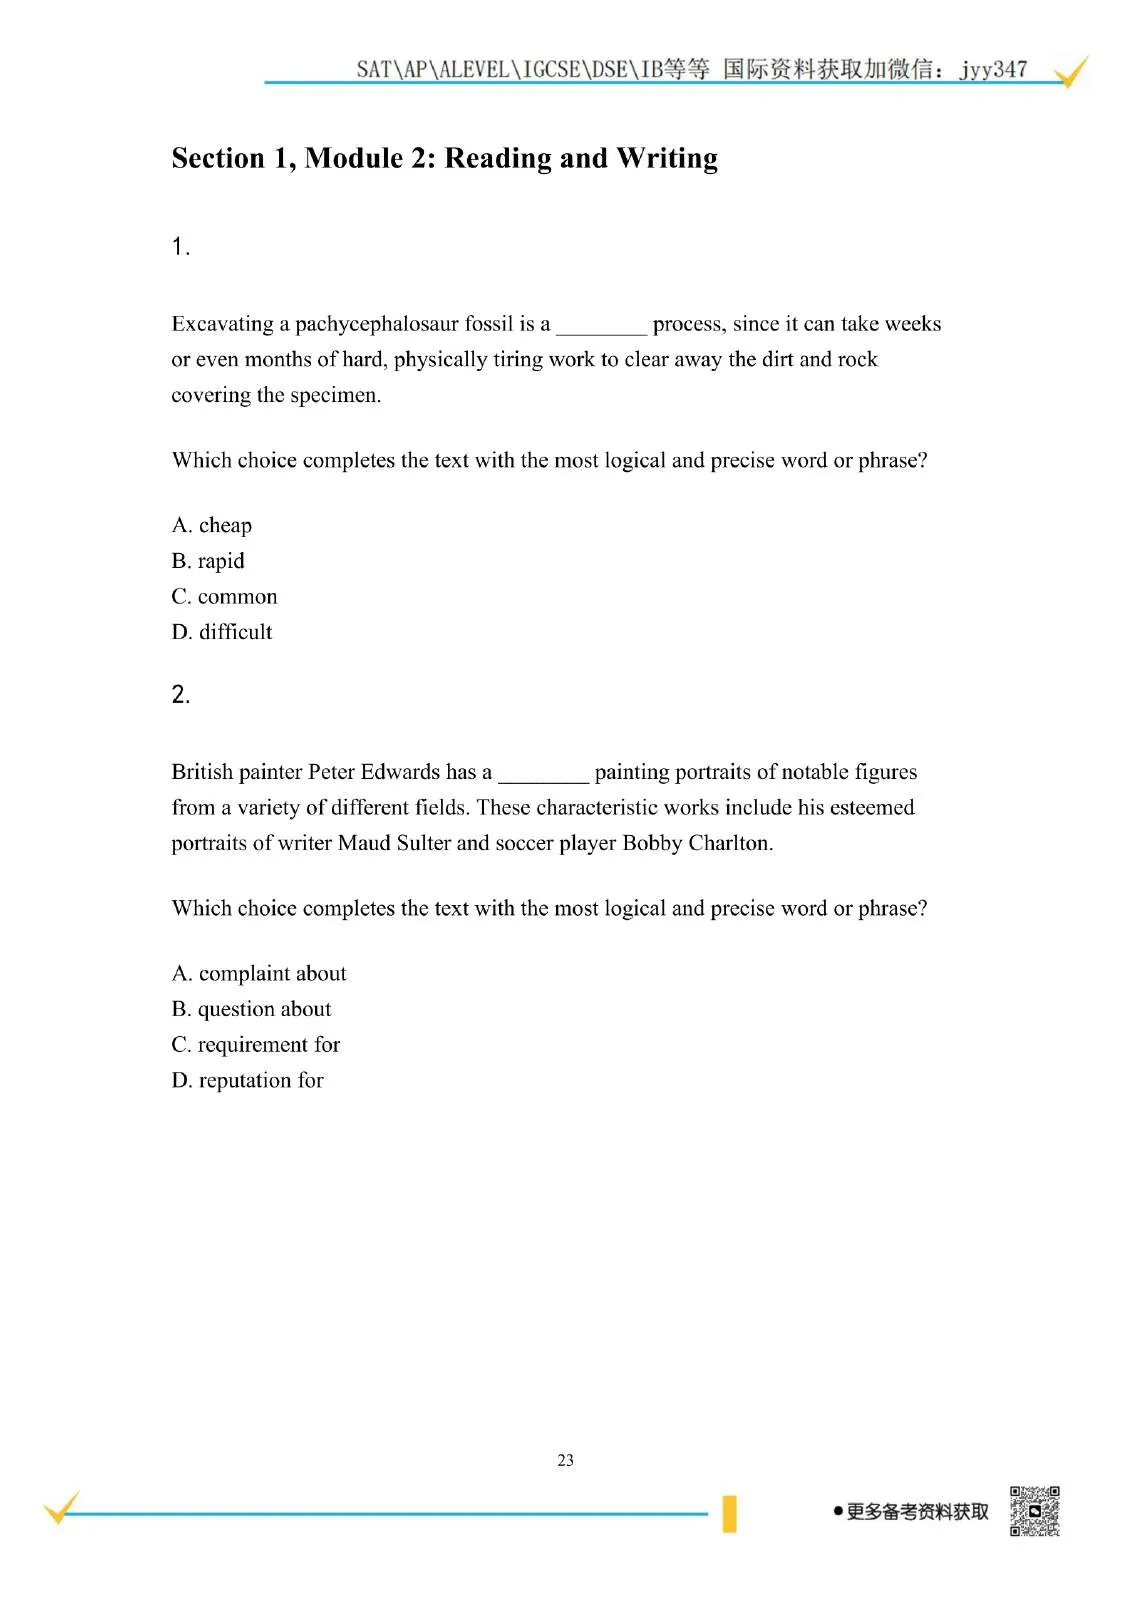 SAT\AP\ALEVEL\IGCSE\DSE\IB等等 国际资料获取加微信：jyy347
Section 1, Module 2: Reading and Writing
1.
Excavating a pachycephalosaur fossil is a ________ process, since it can take weeks
or even months of hard, physically tiring work to clear away the dirt and rock
covering the specimen.
Which choice completes the text with the most logical and precise word or phrase?
A. cheap
B. rapid
C. common
D. difficult
2.
British painter Peter Edwards has a ________ painting portraits of notable figures
from a variety of different fields. These characteristic works include his esteemed
portraits of writer Maud Sulter and soccer player Bobby Charlton.
Which choice completes the text with the most logical and precise word or phrase?
A. complaint about
B. question about
C. requirement for
D. reputation for
23
●更多备考资料获取